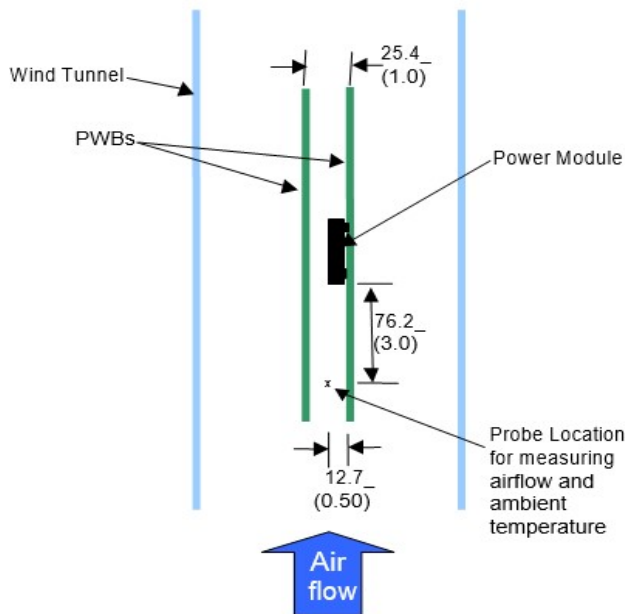 25.4_
(1.0)
Wind Tunnel
PWBs
Power Module
76.2_
(3.0)
x
Probe Location
for measuring
airflow and
ambient
temperature
12.7_
(0.50)
Air
flow